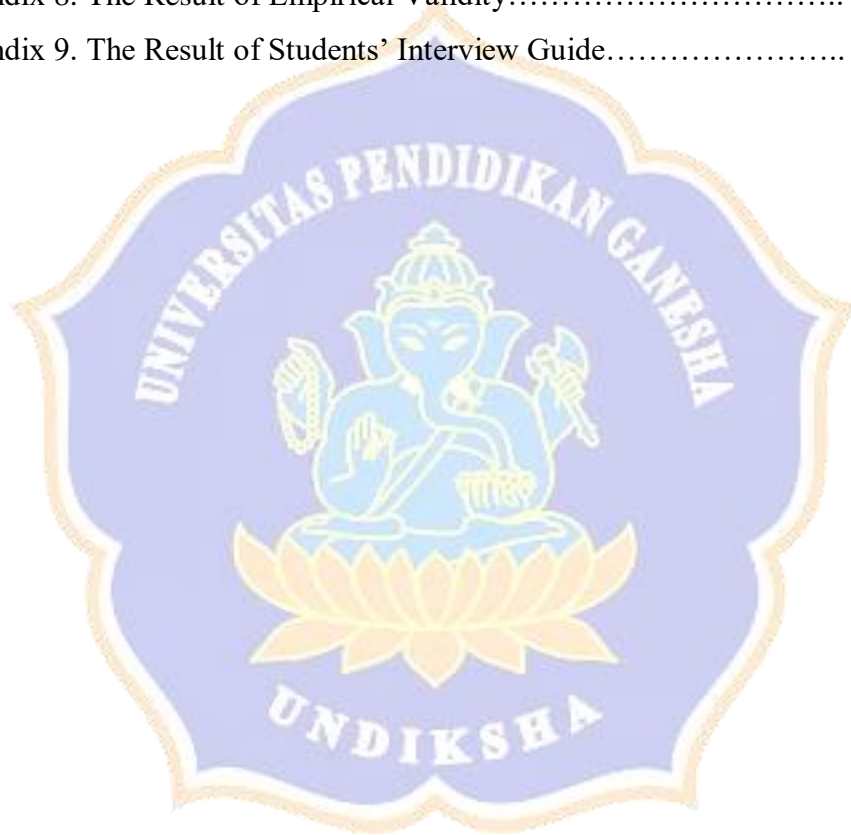 ndix 8. The Result of Empirical Validity…………………………..
ndix 9. The Result of Students’ Interview Guide…………………..
UNIVERSITAS PENDIDIKAN GANESHA
UNDIKSHA